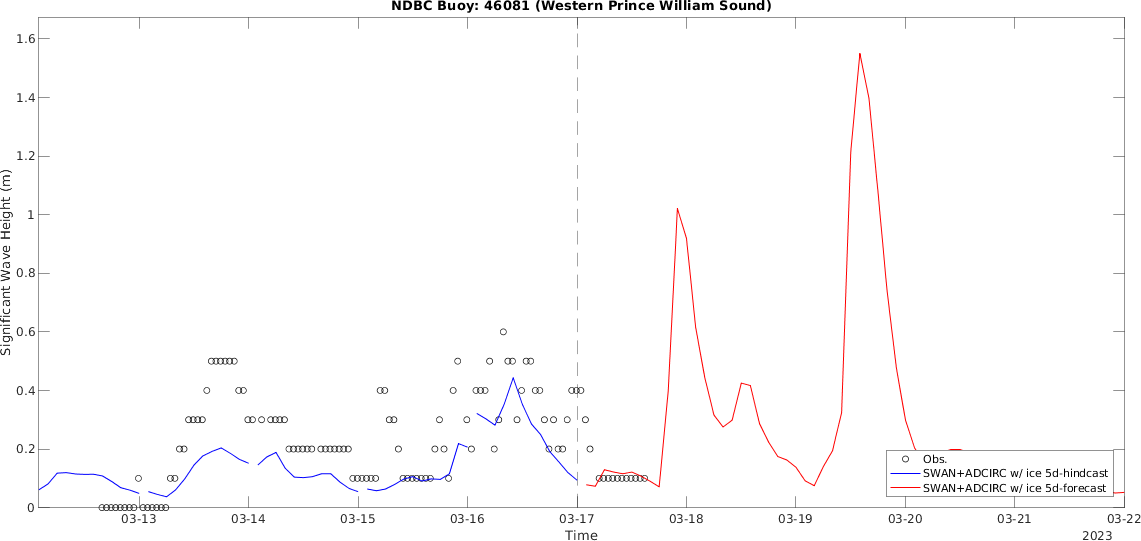 NDBC Buoy: 46081 (Western Prince William Sound)
1.6
1.4
1.2
1
0.8
0.6
0.4
0.2
0
Significant Wave Height (m)
Obs.
SWAN+ADCIRC w/ ice 5d-hindcast
SWAN+ADCIRC w/ ice 5d-forecast
03-13 03-14 03-15 03-16 03-17 03-18 03-19 03-20 03-21 03-22
Time
2023